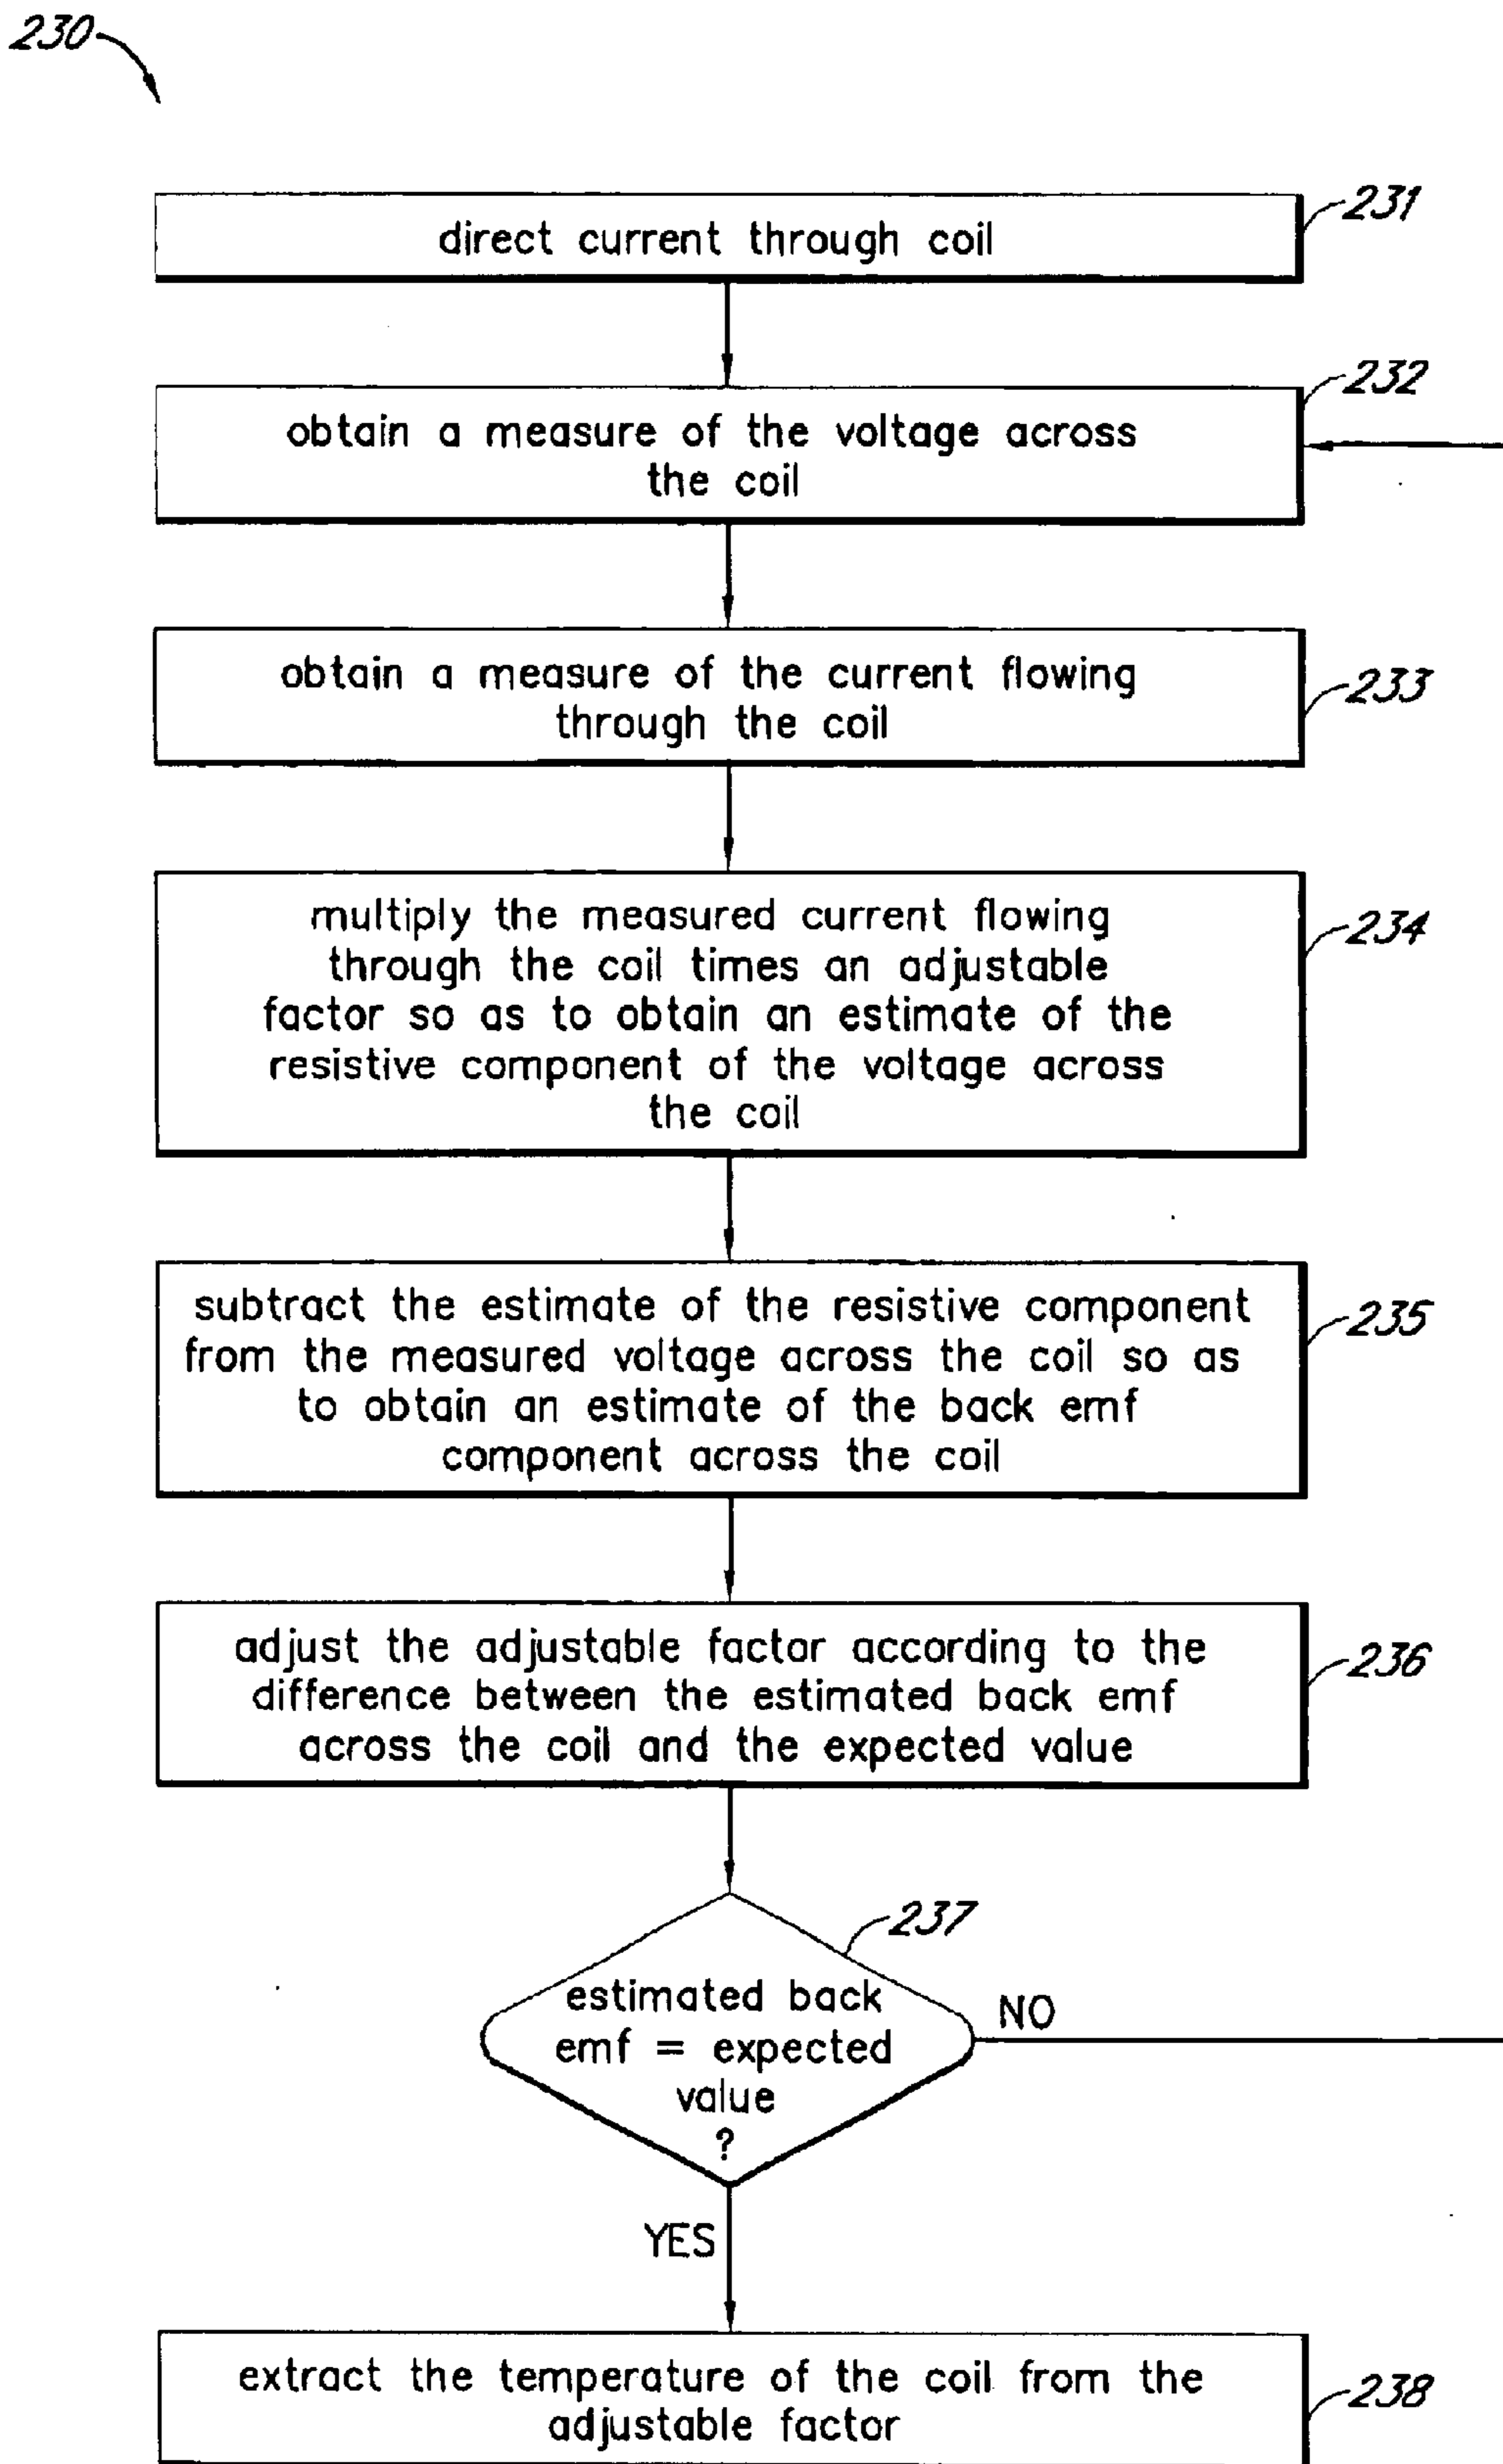 230
231
direct current through coil
232
obtain a measure of the voltage across
the coil
obtain a measure of the current flowing
through the coil
233
multiply the measured current flowing
through the coil times an adjustable
factor so as to obtain an estimate of the
resistive component of the voltage across
the coil
234
subtract the estimate of the resistive component
from the measured voltage across the coil so as
to obtain an estimate of the back emf
component across the coil
235
adjust the adjustable factor according to the
difference between the estimated back emf
across the coil and the expected value
236
237
estimated back
emf = expected
value
?
NO
YES
extract the temperature of the coil from the
adjustable factor
238